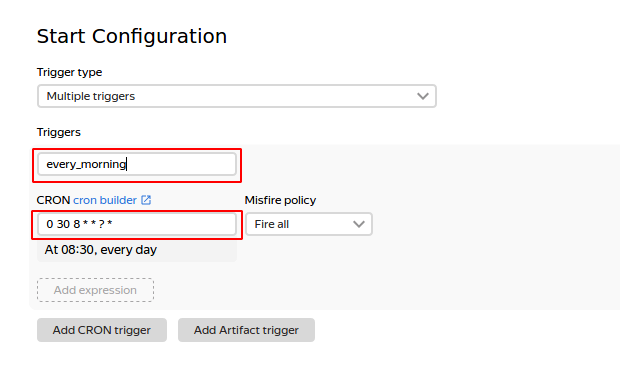 Start Configuration
Trigger type
Multiple triggers
Triggers
every_morning
CRON cron builder
Misfire policy
0 30 8 * * ? *
Fire all
At 08:30, every day
Add expression
Add CRON trigger
Add Artifact trigger